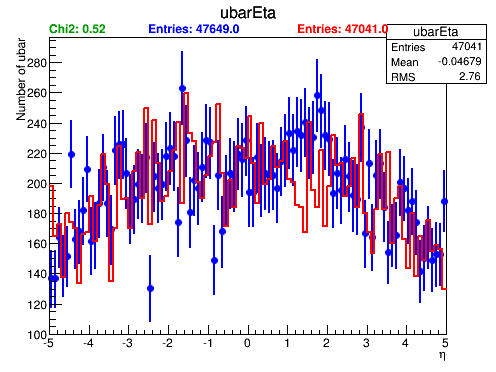 ubarEta
Chi2: 0.52
Entries: 47649.0
Entries: 47041.0
ubarEta
Entries 47041
Mean -0.04679
RMS 2.76
Number of ubar
280
260
240
220
200
180
160
140
120
100
-5 -4 -3 -2 -1 0 1 2 3 4 5
η